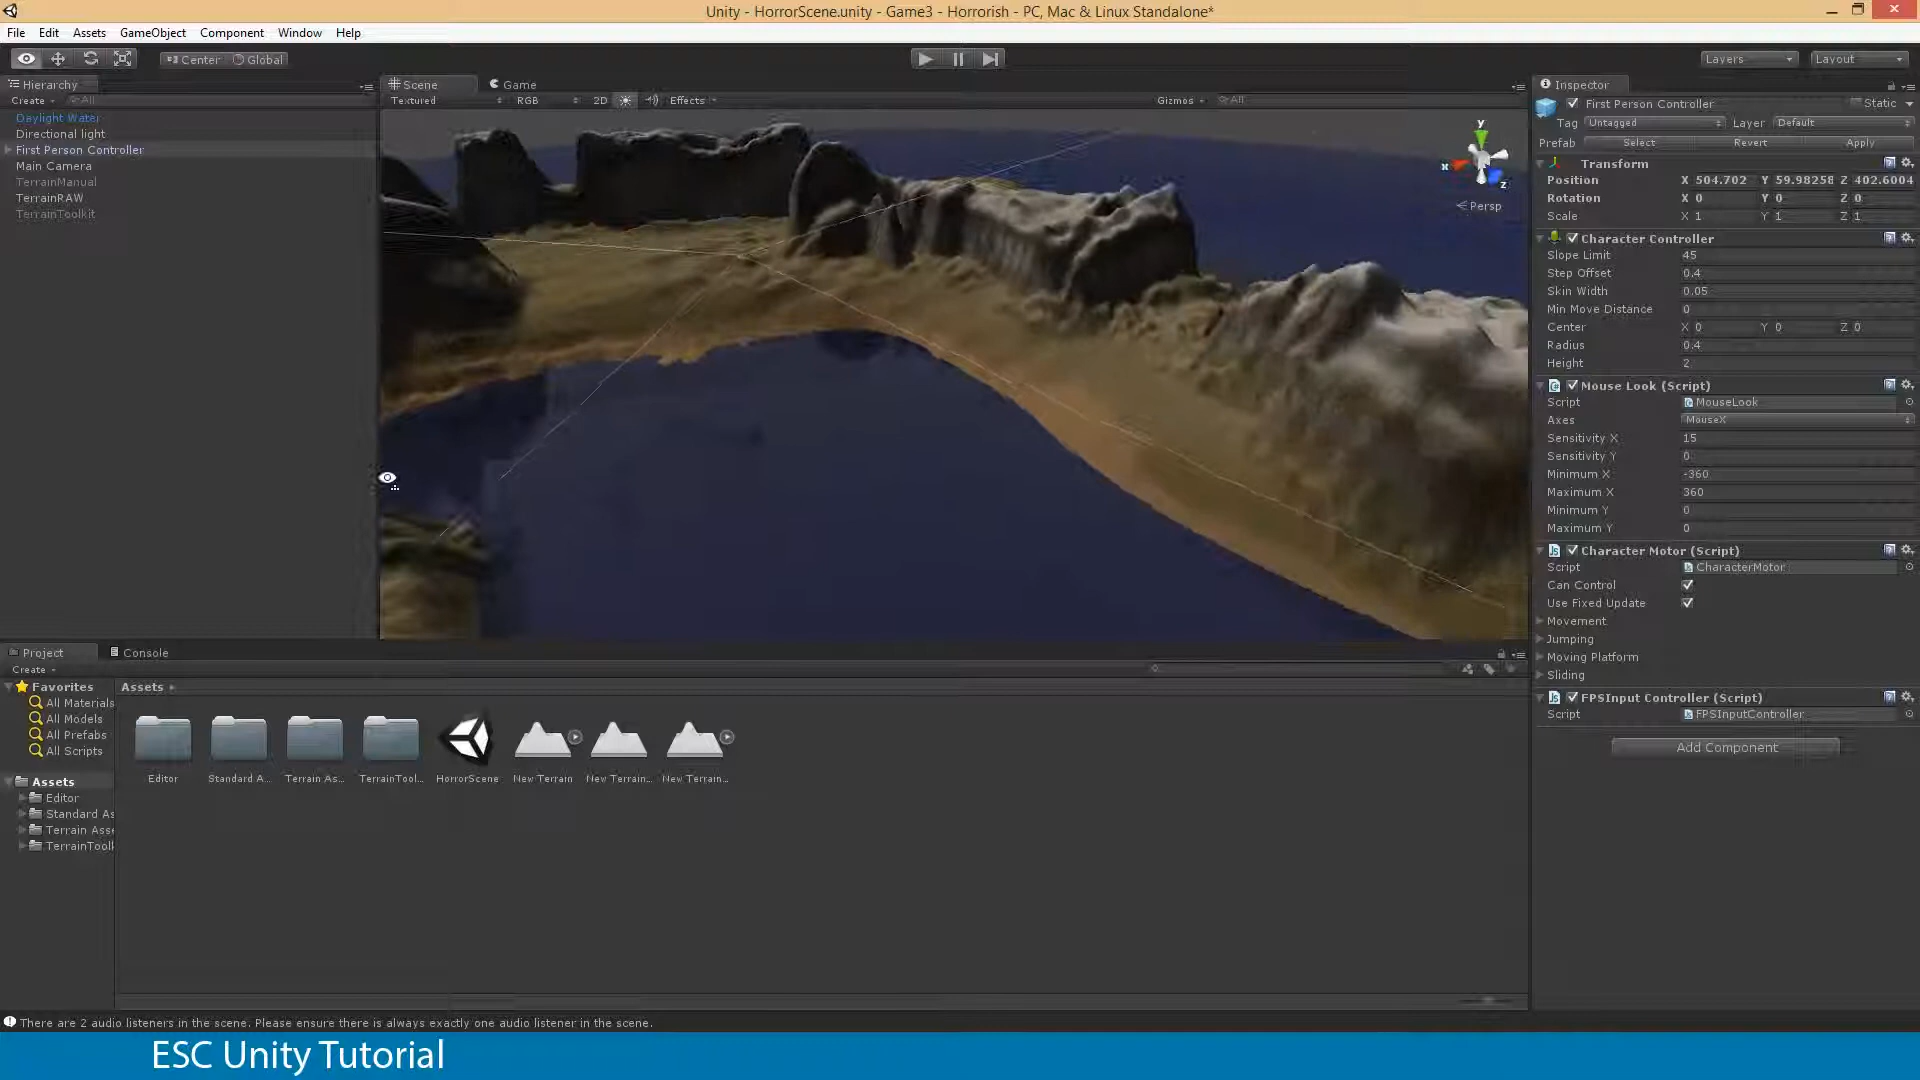 Unity - HorrorScene.unity - Game3 - Horrorish - PC, Mac & Linux Standalone*
File Edit Assets GameObject Component Window Help
Center Global
Layers
Layout
Hierarchy
Create All
Daylight Water
Directional light
First Person Controller
Main Camera
TerrainManual
TerrainRAW
TerrainToolkit
Scene Game
Textured RGB 2D Effects Gizmos All
y
x
z
Persp
Inspector
First Person Controller Static
Tag Untagged Layer Default
Prefab Select Revert Apply
Transform
Position X 504.702 Y 59.98258 Z 402.6004
Rotation X 0 Y 0 Z 0
Scale X 1 Y 1 Z 1
Character Controller
Slope Limit 45
Step Offset 0.4
Skin Width 0.05
Min Move Distance 0
Center X 0 Y 0 Z 0
Radius 0.4
Height 2
Mouse Look (Script)
Script MouseLook
Axes MouseX
Sensitivity X 15
Sensitivity Y 0
Minimum X -360
Maximum X 360
Minimum Y 0
Maximum Y 0
Character Motor (Script)
Script CharacterMotor
Can Control
Use Fixed Update
Movement
Jumping
Moving Platform
Sliding
FPSInput Controller (Script)
Script FPSInputController
Add Component
Project Console
Create
Favorites
All Materials
All Models
All Prefabs
All Scripts
Assets
Editor
Standard As
Terrain Asse
TerrainToolk
Assets
Editor Standard A... Terrain As... TerrainTool... HorrorScene New Terrain New Terrain... New Terrain...
There are 2 audio listeners in the scene. Please ensure there is always exactly one audio listener in the scene.
ESC Unity Tutorial